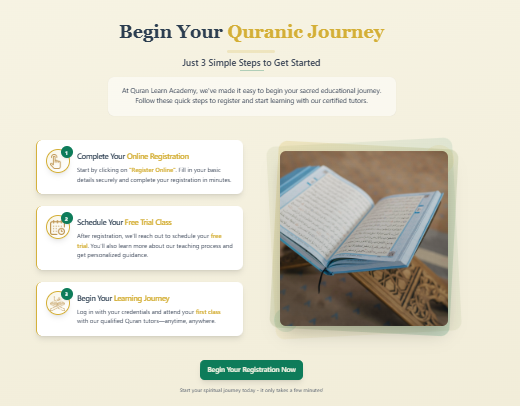 Begin Your Quranic Journey
Just 3 Simple Steps to Get Started
At Quran Learn Academy, we've made it easy to begin your sacred educational journey.
Follow these quick steps to register and start learning with our certified tutors.
1
Complete Your Online Registration
Start by clicking on "Register Online". Fill in your basic
details securely and complete your registration in minutes.
2
Schedule Your Free Trial Class
After registration, we'll reach out to schedule your free
trial. You'll also learn more about our teaching process and
get personalized guidance.
3
Begin Your Learning Journey
Log in with your credentials and attend your first class
with our qualified Quran tutors—anytime, anywhere.
Begin Your Registration Now
Start your spiritual journey today – it only takes a few minutes!